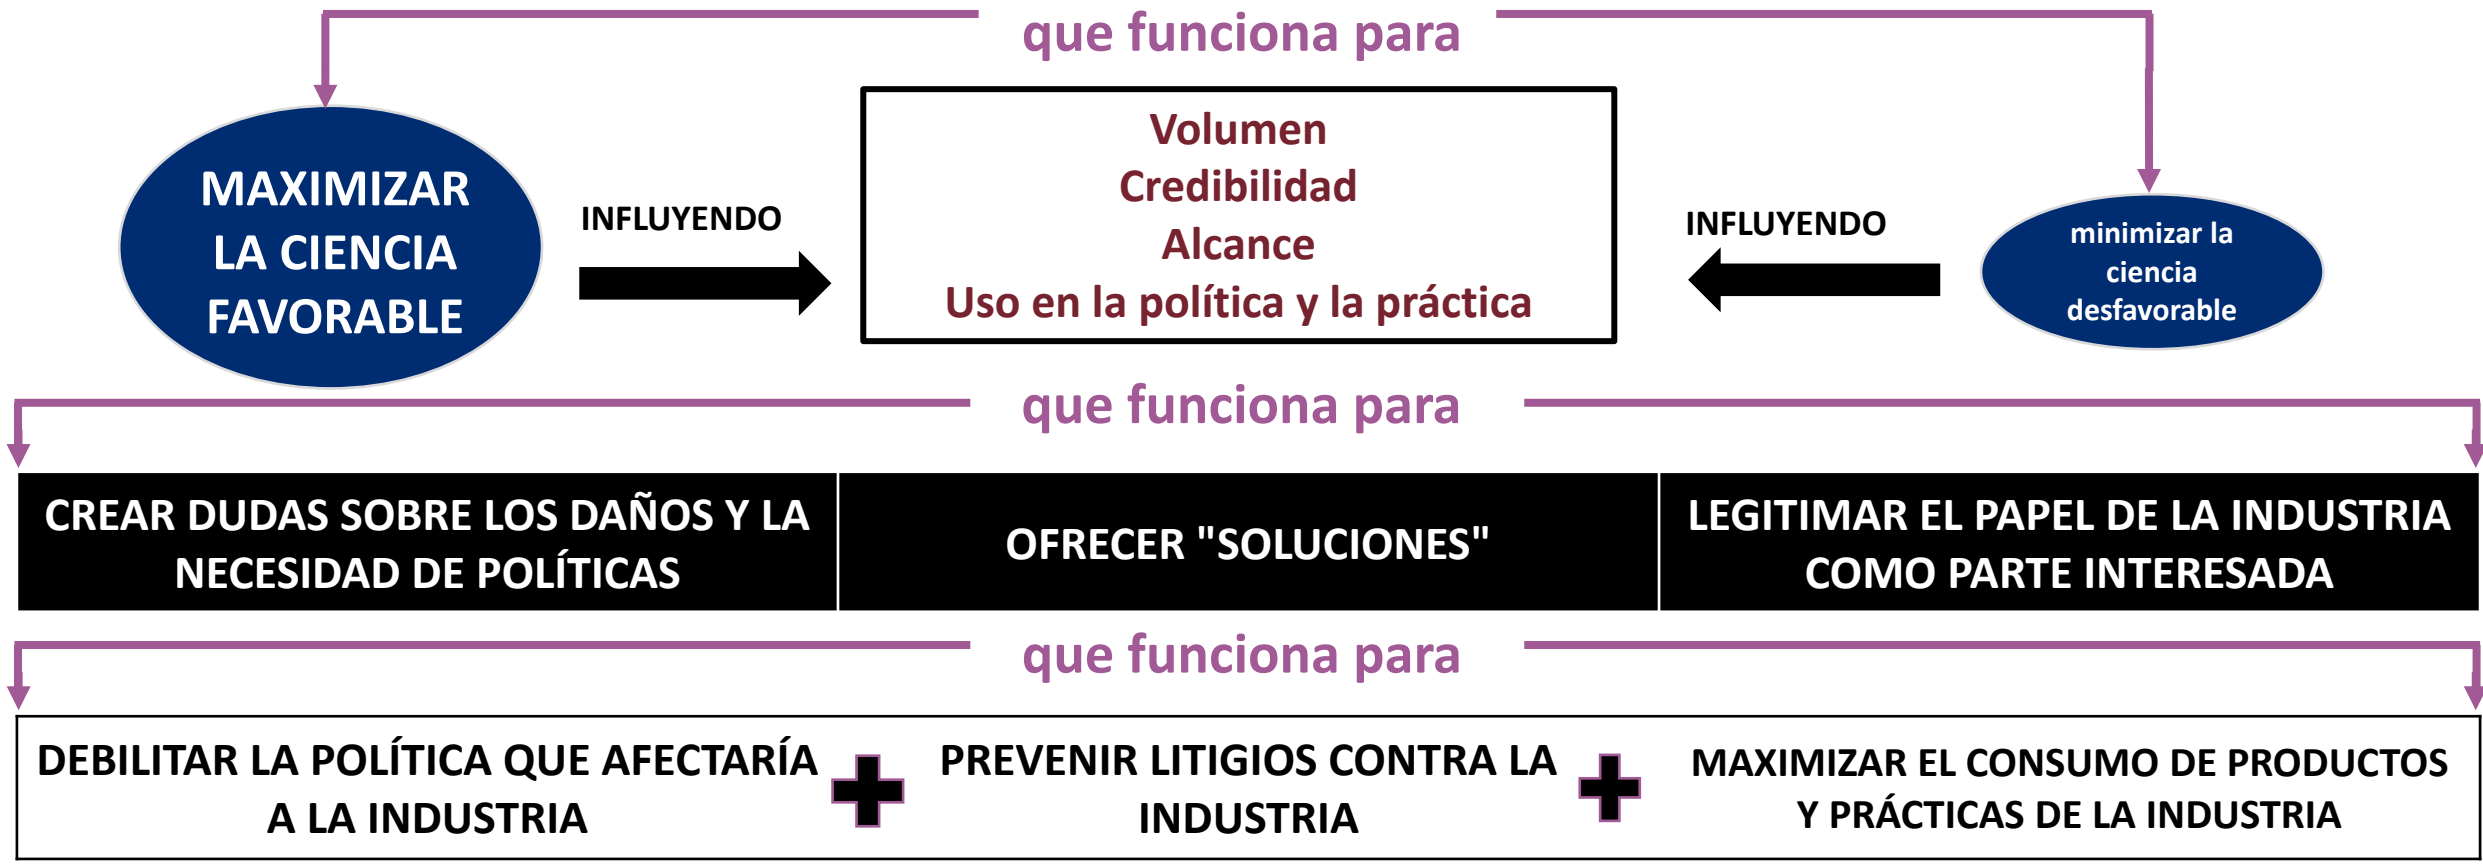 que funciona para
MAXIMIZAR
LA CIENCIA
FAVORABLE
INFLUYENDO
Volumen
Credibilidad
Alcance
Uso en la política y la práctica
INFLUYENDO
minimizar la
ciencia
desfavorable
que funciona para
CREAR DUDAS SOBRE LOS DAÑOS Y LA
NECESIDAD DE POLÍTICAS
OFRECER "SOLUCIONES"
LEGITIMAR EL PAPEL DE LA INDUSTRIA
COMO PARTE INTERESADA
que funciona para
DEBILITAR LA POLÍTICA QUE AFECTARÍA
A LA INDUSTRIA
PREVENIR LITIGIOS CONTRA LA
INDUSTRIA
MAXIMIZAR EL CONSUMO DE PRODUCTOS
Y PRÁCTICAS DE LA INDUSTRIA